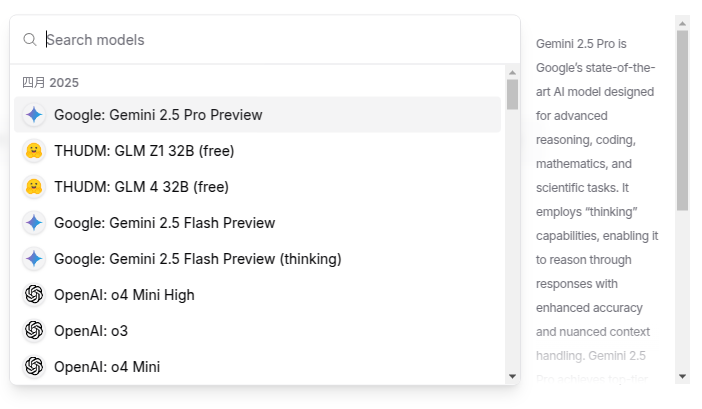 Search models
四月 2025
Google: Gemini 2.5 Pro Preview
THUDM: GLM Z1 32B (free)
THUDM: GLM 4 32B (free)
Google: Gemini 2.5 Flash Preview
Google: Gemini 2.5 Flash Preview (thinking)
OpenAI: o4 Mini High
OpenAI: o3
OpenAI: o4 Mini
Gemini 2.5 Pro is
Google’s state-of-the-
art AI model designed
for advanced
reasoning, coding,
mathematics, and
scientific tasks. It
employs “thinking”
capabilities, enabling it
to reason through
responses with
enhanced accuracy
and nuanced context
handling. Gemini 2.5
Pro achieves top-tier